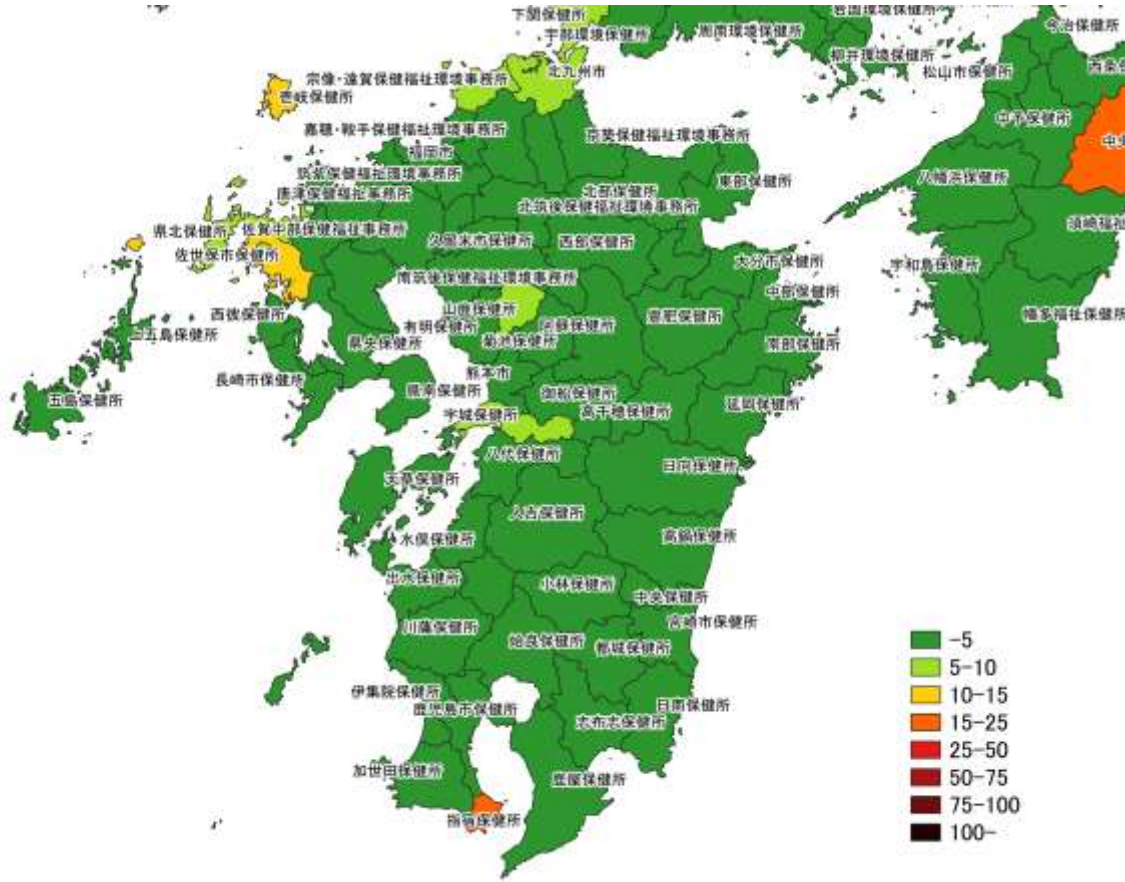 下関保健所
宇部環境保健所
周南環境保健所
岩国環境保健所
柳井環境保健所
今治保健所
松山市保健所
西条保
中予保健所
中央
八幡浜保健所
須崎福祉
宇和島保健所
幡多福祉保健所
北九州市
宗像・遠賀保健福祉環境事務所
壱岐保健所
嘉穂・鞍手保健福祉環境事務所
京築保健福祉環境事務所
福岡市
筑紫保健福祉環境事務所
東部保健所
唐津保健福祉事務所
北部保健所
北筑後保健福祉環境事務所
県北保健所
佐賀中部保健福祉事務所
久留米市保健所
西部保健所
佐世保市保健所
大分市保健所
南筑後保健福祉環境事務所
中部保健所
西彼保健所
山鹿保健所
有明保健所
阿蘇保健所
豊肥保健所
上五島保健所
県央保健所
菊池保健所
南部保健所
長崎市保健所
熊本市
県南保健所
御船保健所
五島保健所
宇城保健所
高千穂保健所
延岡保健所
八代保健所
日向保健所
天草保健所
人吉保健所
水俣保健所
高鍋保健所
出水保健所
小林保健所
中央保健所
川薩保健所
宮崎市保健所
姶良保健所
都城保健所
伊集院保健所
鹿児島市保健所
日南保健所
志布志保健所
加世田保健所
鹿屋保健所
指宿保健所
-5
5-10
10-15
15-25
25-50
50-75
75-100
100-